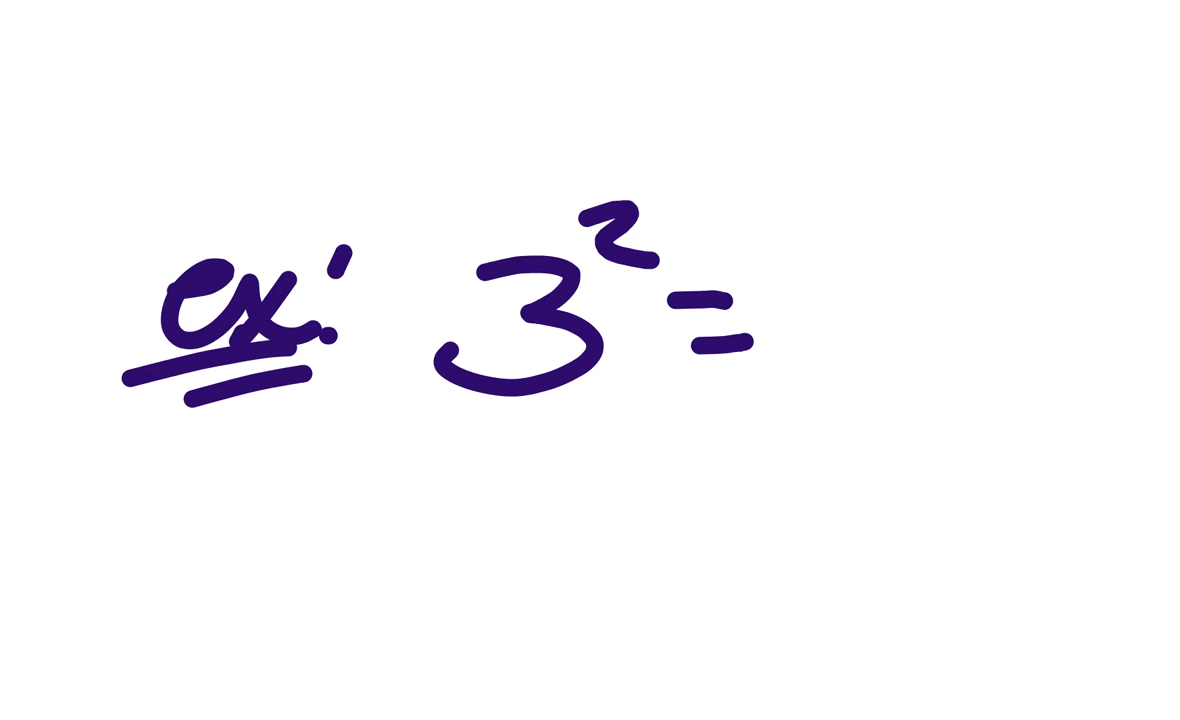 ex: 3² =